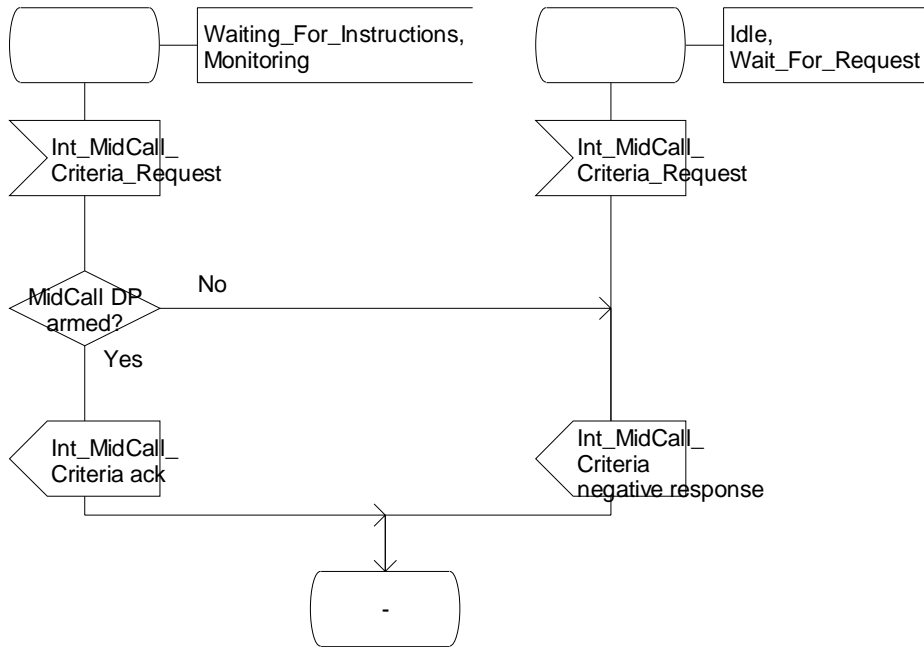 Waiting_For_Instructions,
Monitoring
Idle,
Wait_For_Request
Int_MidCall_
Criteria_Request
Int_MidCall_
Criteria_Request
MidCall DP
armed?
No
Yes
Int_MidCall_
Criteria ack
Int_MidCall_
Criteria
negative response
-